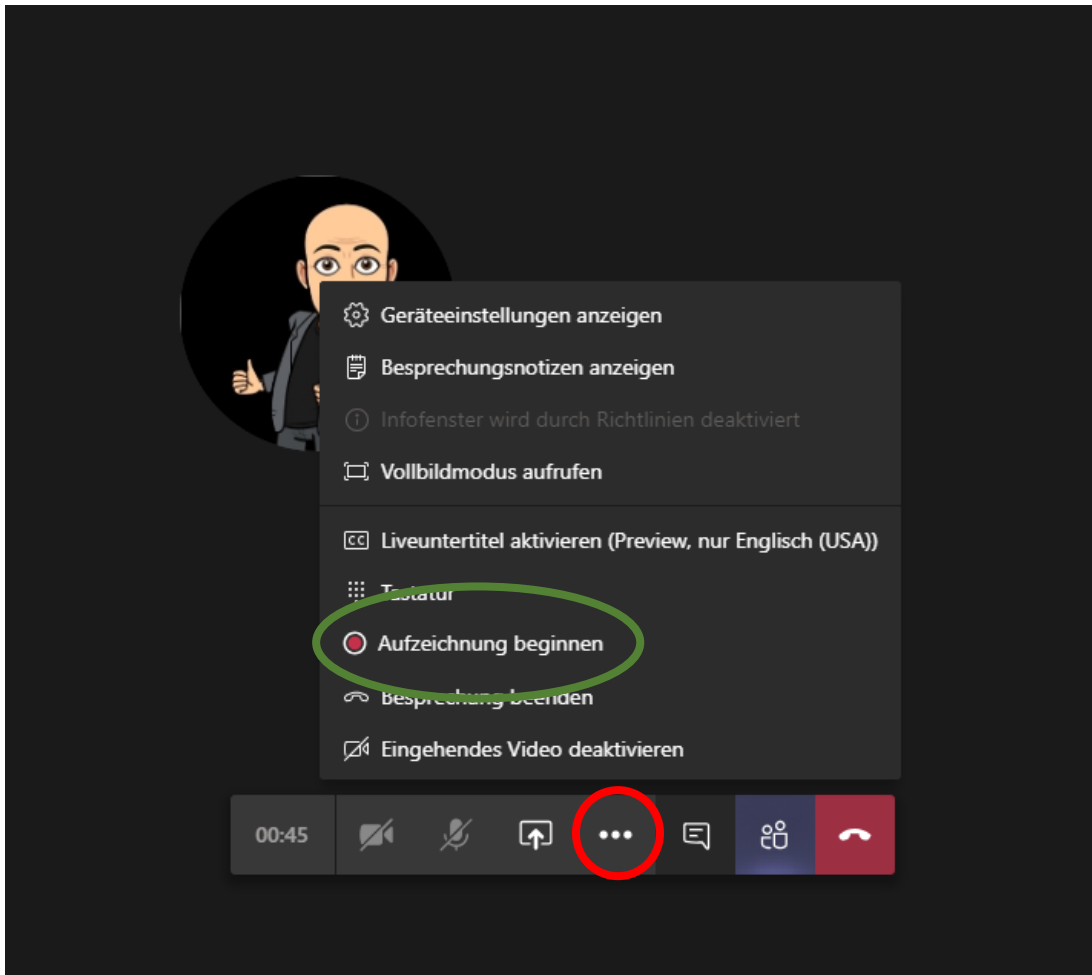 Geräteeinstellungen anzeigen
Besprechungsnotizen anzeigen
Infofenster wird durch Richtlinien deaktiviert
Vollbildmodus aufrufen
Liveuntertitel aktivieren (Preview, nur Englisch (USA))
Tastatur
Aufzeichnung beginnen
Besprechung beenden
Eingehendes Video deaktivieren
00:45